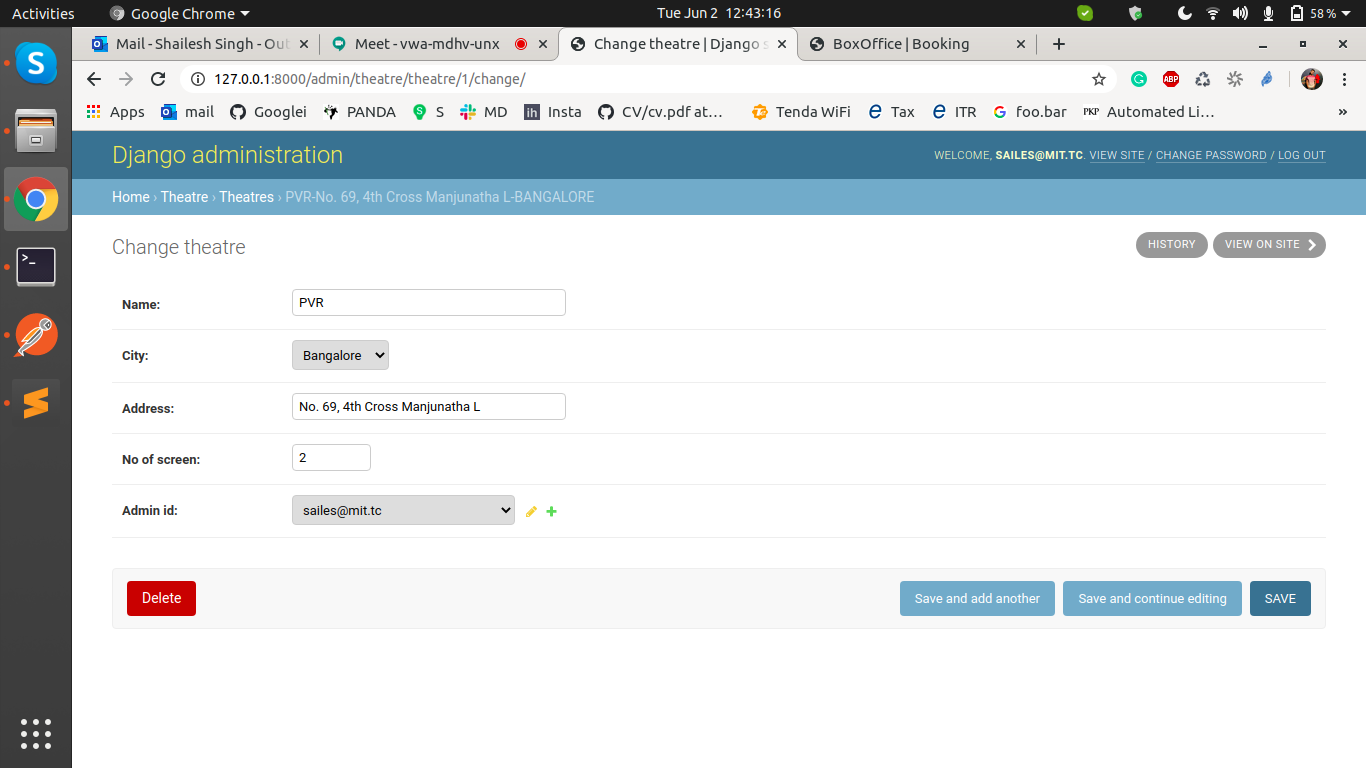 Activities Google Chrome Tue Jun 2 12:43:16 58 %
Mail - Shailesh Singh - Out Meet - vwa-mdhv-unx Change theatre | Django s BoxOffice | Booking
127.0.0.1:8000/admin/theatre/theatre/1/change/ ABP
Apps mail Googlei PANDA S S MD ih Insta CV/cv.pdf at... Tenda WiFi Tax ITR foo.bar PKP Automated Li... »
Django administration WELCOME, SAILES@MIT.TC. VIEW SITE / CHANGE PASSWORD / LOG OUT
Home › Theatre › Theatres › PVR-No. 69, 4th Cross Manjunatha L-BANGALORE
Change theatre HISTORY VIEW ON SITE
Name: PVR
City: Bangalore
Address: No. 69, 4th Cross Manjunatha L
No of screen: 2
Admin id: sailes@mit.tc
Delete Save and add another Save and continue editing SAVE